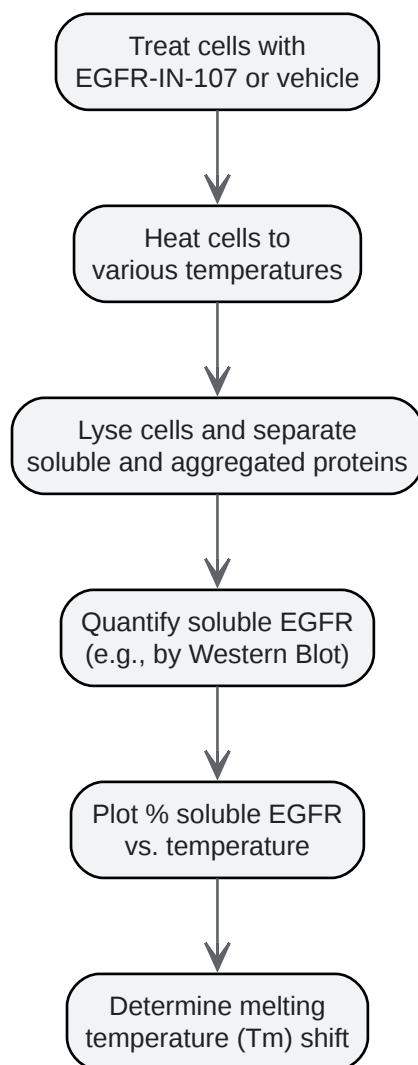 Treat cells with
EGFR-IN-107 or vehicle
Heat cells to
various temperatures
Lyse cells and separate
soluble and aggregated proteins
Quantify soluble EGFR
(e.g., by Western Blot)
Plot % soluble EGFR
vs. temperature
Determine melting
temperature (Tm) shift